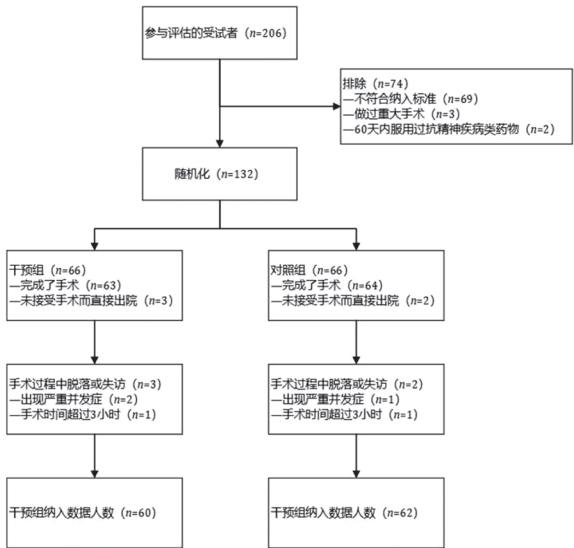 参与评估的受试者（n=206）
排除（n=74）
—不符合纳入标准（n=69）
—做过重大手术（n=3）
—60天内服用过抗精神疾病类药物（n=2）
随机化（n=132）
干预组（n=66）
—完成了手术（n=63）
—未接受手术而直接出院（n=3）
对照组（n=66）
—完成了手术（n=64）
—未接受手术而直接出院（n=2）
手术过程中脱落或失访（n=3）
—出现严重并发症（n=2）
—手术时间超过3小时（n=1）
手术过程中脱落或失访（n=2）
—出现严重并发症（n=1）
—手术时间超过3小时（n=1）
干预组纳入数据人数（n=60）
干预组纳入数据人数（n=62）